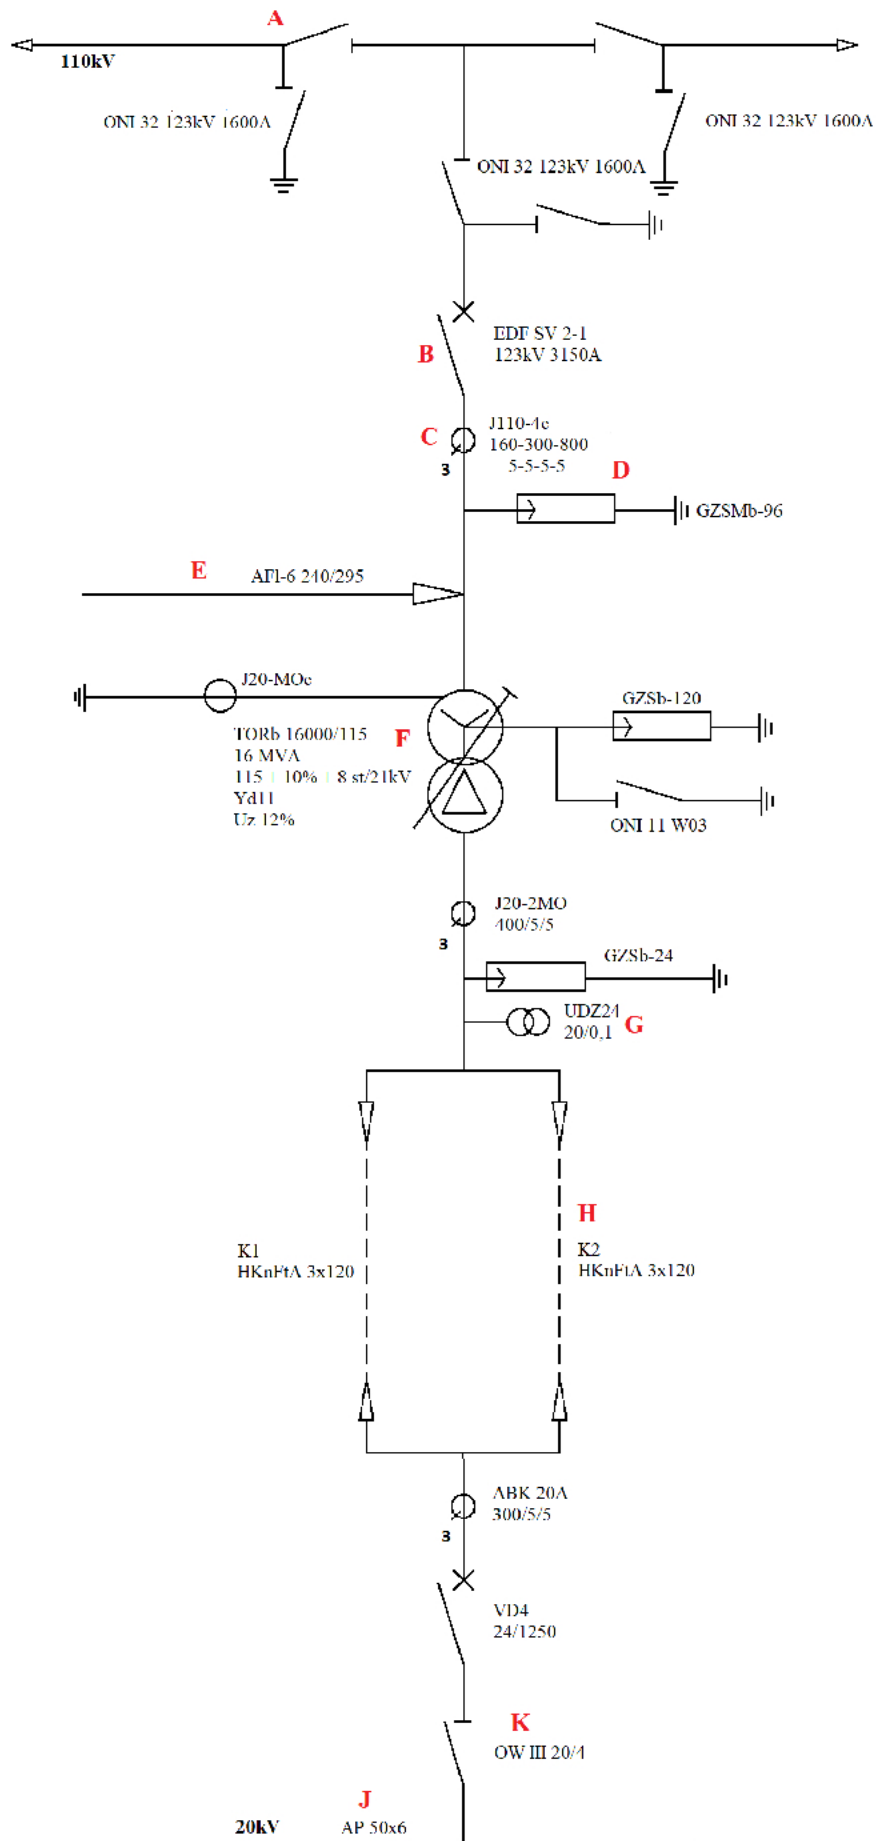 A
110kV
ONI 32 123kV 1600A
ONI 32 123kV 1600A
ONI 32 123kV 1600A
EDF SV 2-1
123kV 3150A
B
C
J110-4c
160-300-800
5-5-5-5
3
D
GZSMb-96
E
AFl-6 240/295
J20-MOc
GZSb-120
TORb 16000/115
16 MVA
115 + 10% + 8 st/21kV
Yd11
Uz 12%
F
ONI 11 W03
J20-2MO
400/5/5
3
GZSb-24
UDZ24
20/0,1
G
H
K1
HKnFtA 3x120
K2
HKnFtA 3x120
ABK 20A
300/5/5
3
VD4
24/1250
K
OW III 20/4
J
20kV
AP 50x6